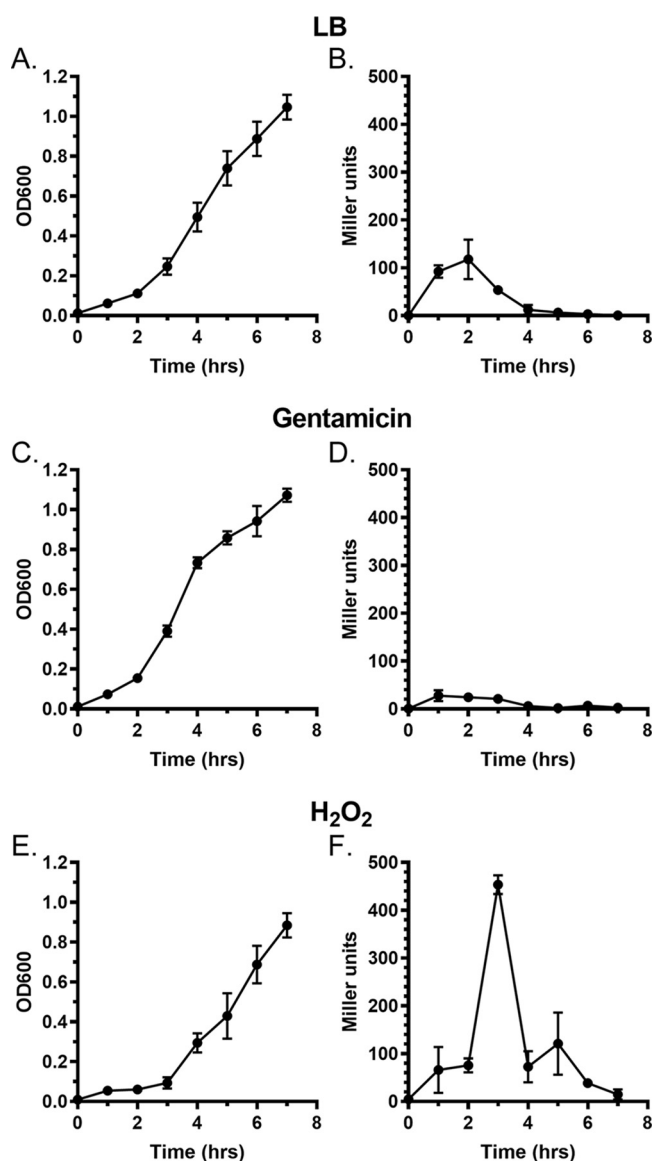 LB
A.
B.
1.2
1.0
0.8
0.6
0.4
0.2
0.0
OD600
0 2 4 6 8
Time (hrs)
500
400
300
200
100
0
Miller units
0 2 4 6 8
Time (hrs)
Gentamicin
C.
D.
1.2
1.0
0.8
0.6
0.4
0.2
0.0
OD600
0 2 4 6 8
Time (hrs)
500
400
300
200
100
0
Miller units
0 2 4 6 8
Time (hrs)
H₂O₂
E.
F.
1.2
1.0
0.8
0.6
0.4
0.2
0.0
OD600
0 2 4 6 8
Time (hrs)
500
400
300
200
100
0
Miller units
0 2 4 6 8
Time (hrs)